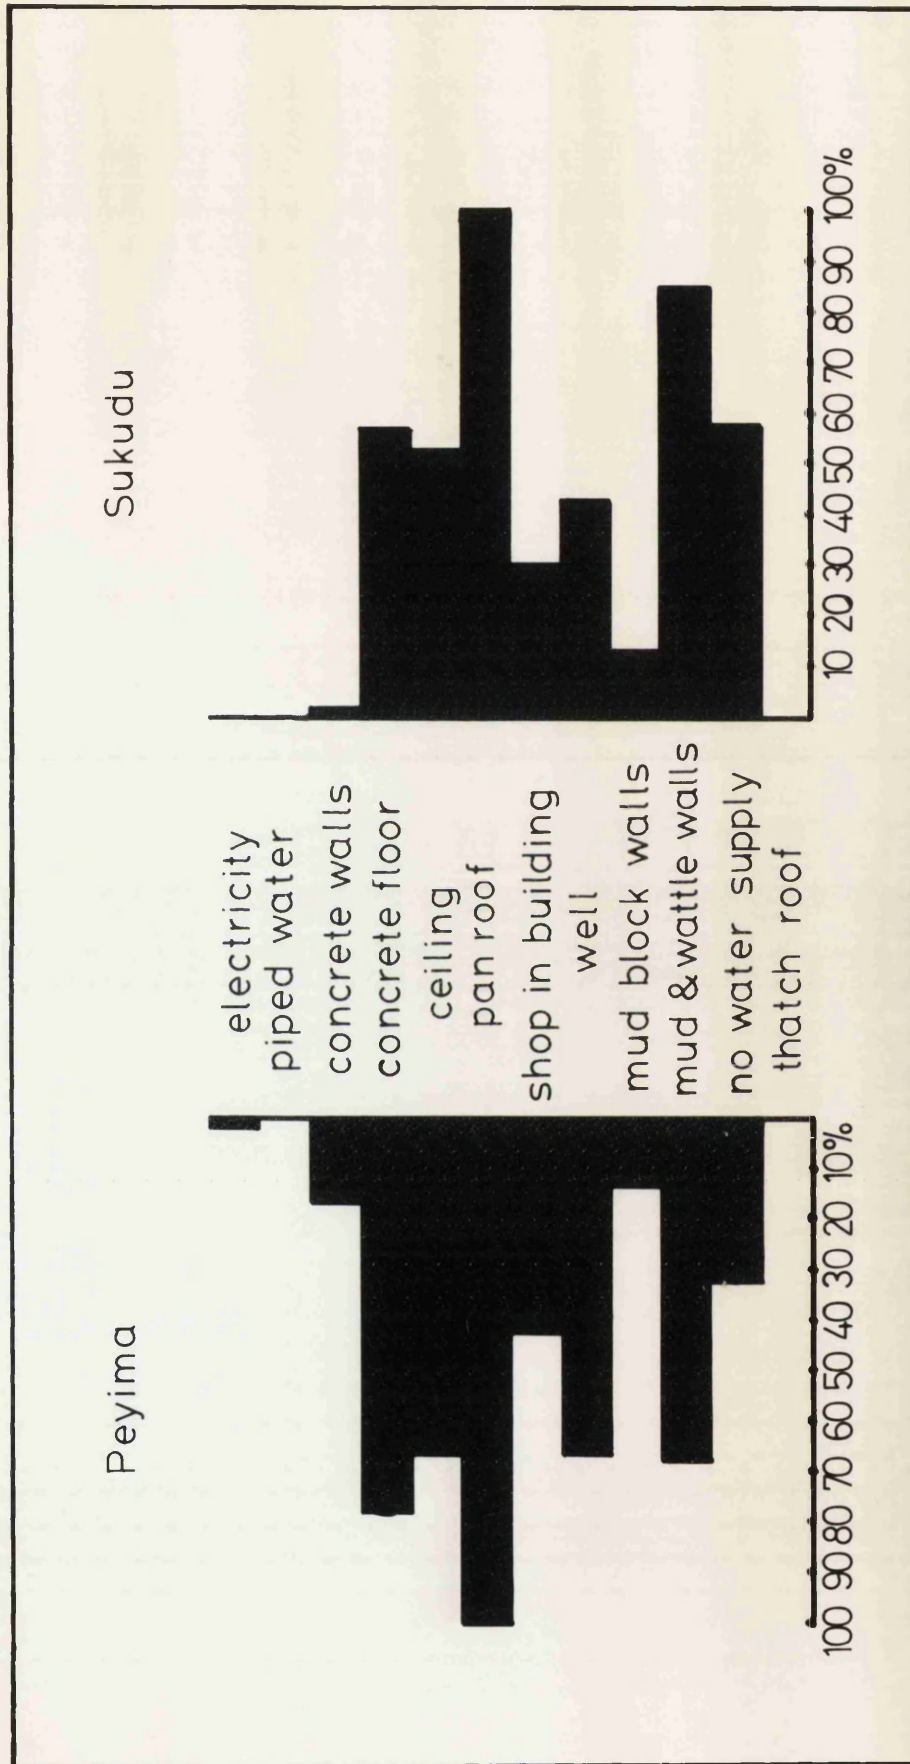 Peyima
Sukudu
electricity
piped water
concrete walls
concrete floor
ceiling
pan roof
shop in building
well
mud block walls
mud & wattle walls
no water supply
thatch roof
100 90 80 70 60 50 40 30 20 10%
10 20 30 40 50 60 70 80 90 100%